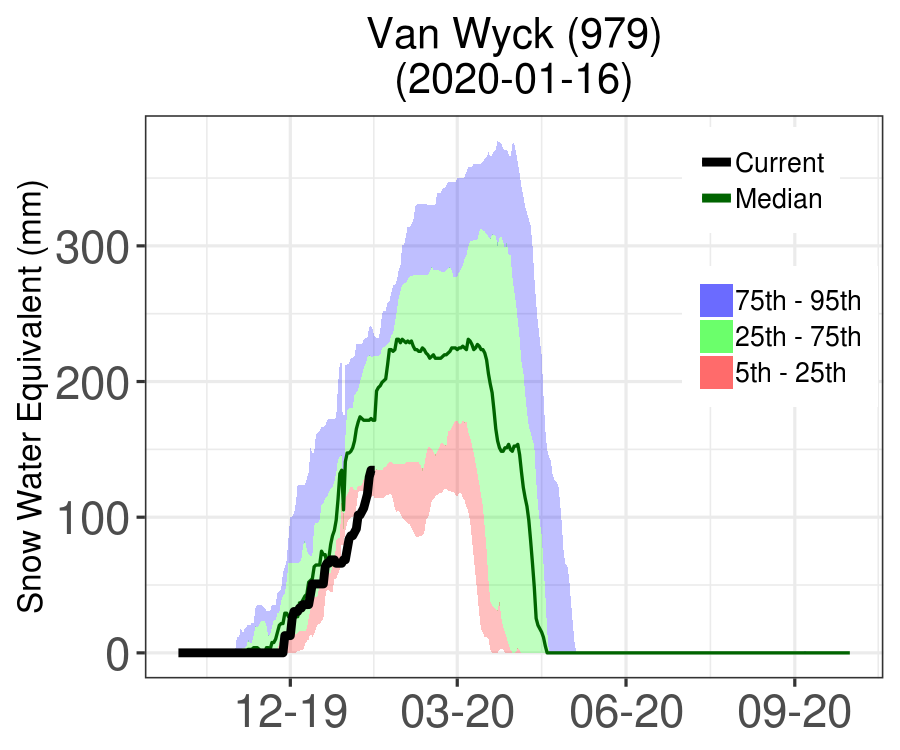 Van Wyck (979)
(2020-01-16)
Snow Water Equivalent (mm)
300
200
100
0
12-19
03-20
06-20
09-20
Current
Median
75th - 95th
25th - 75th
5th - 25th